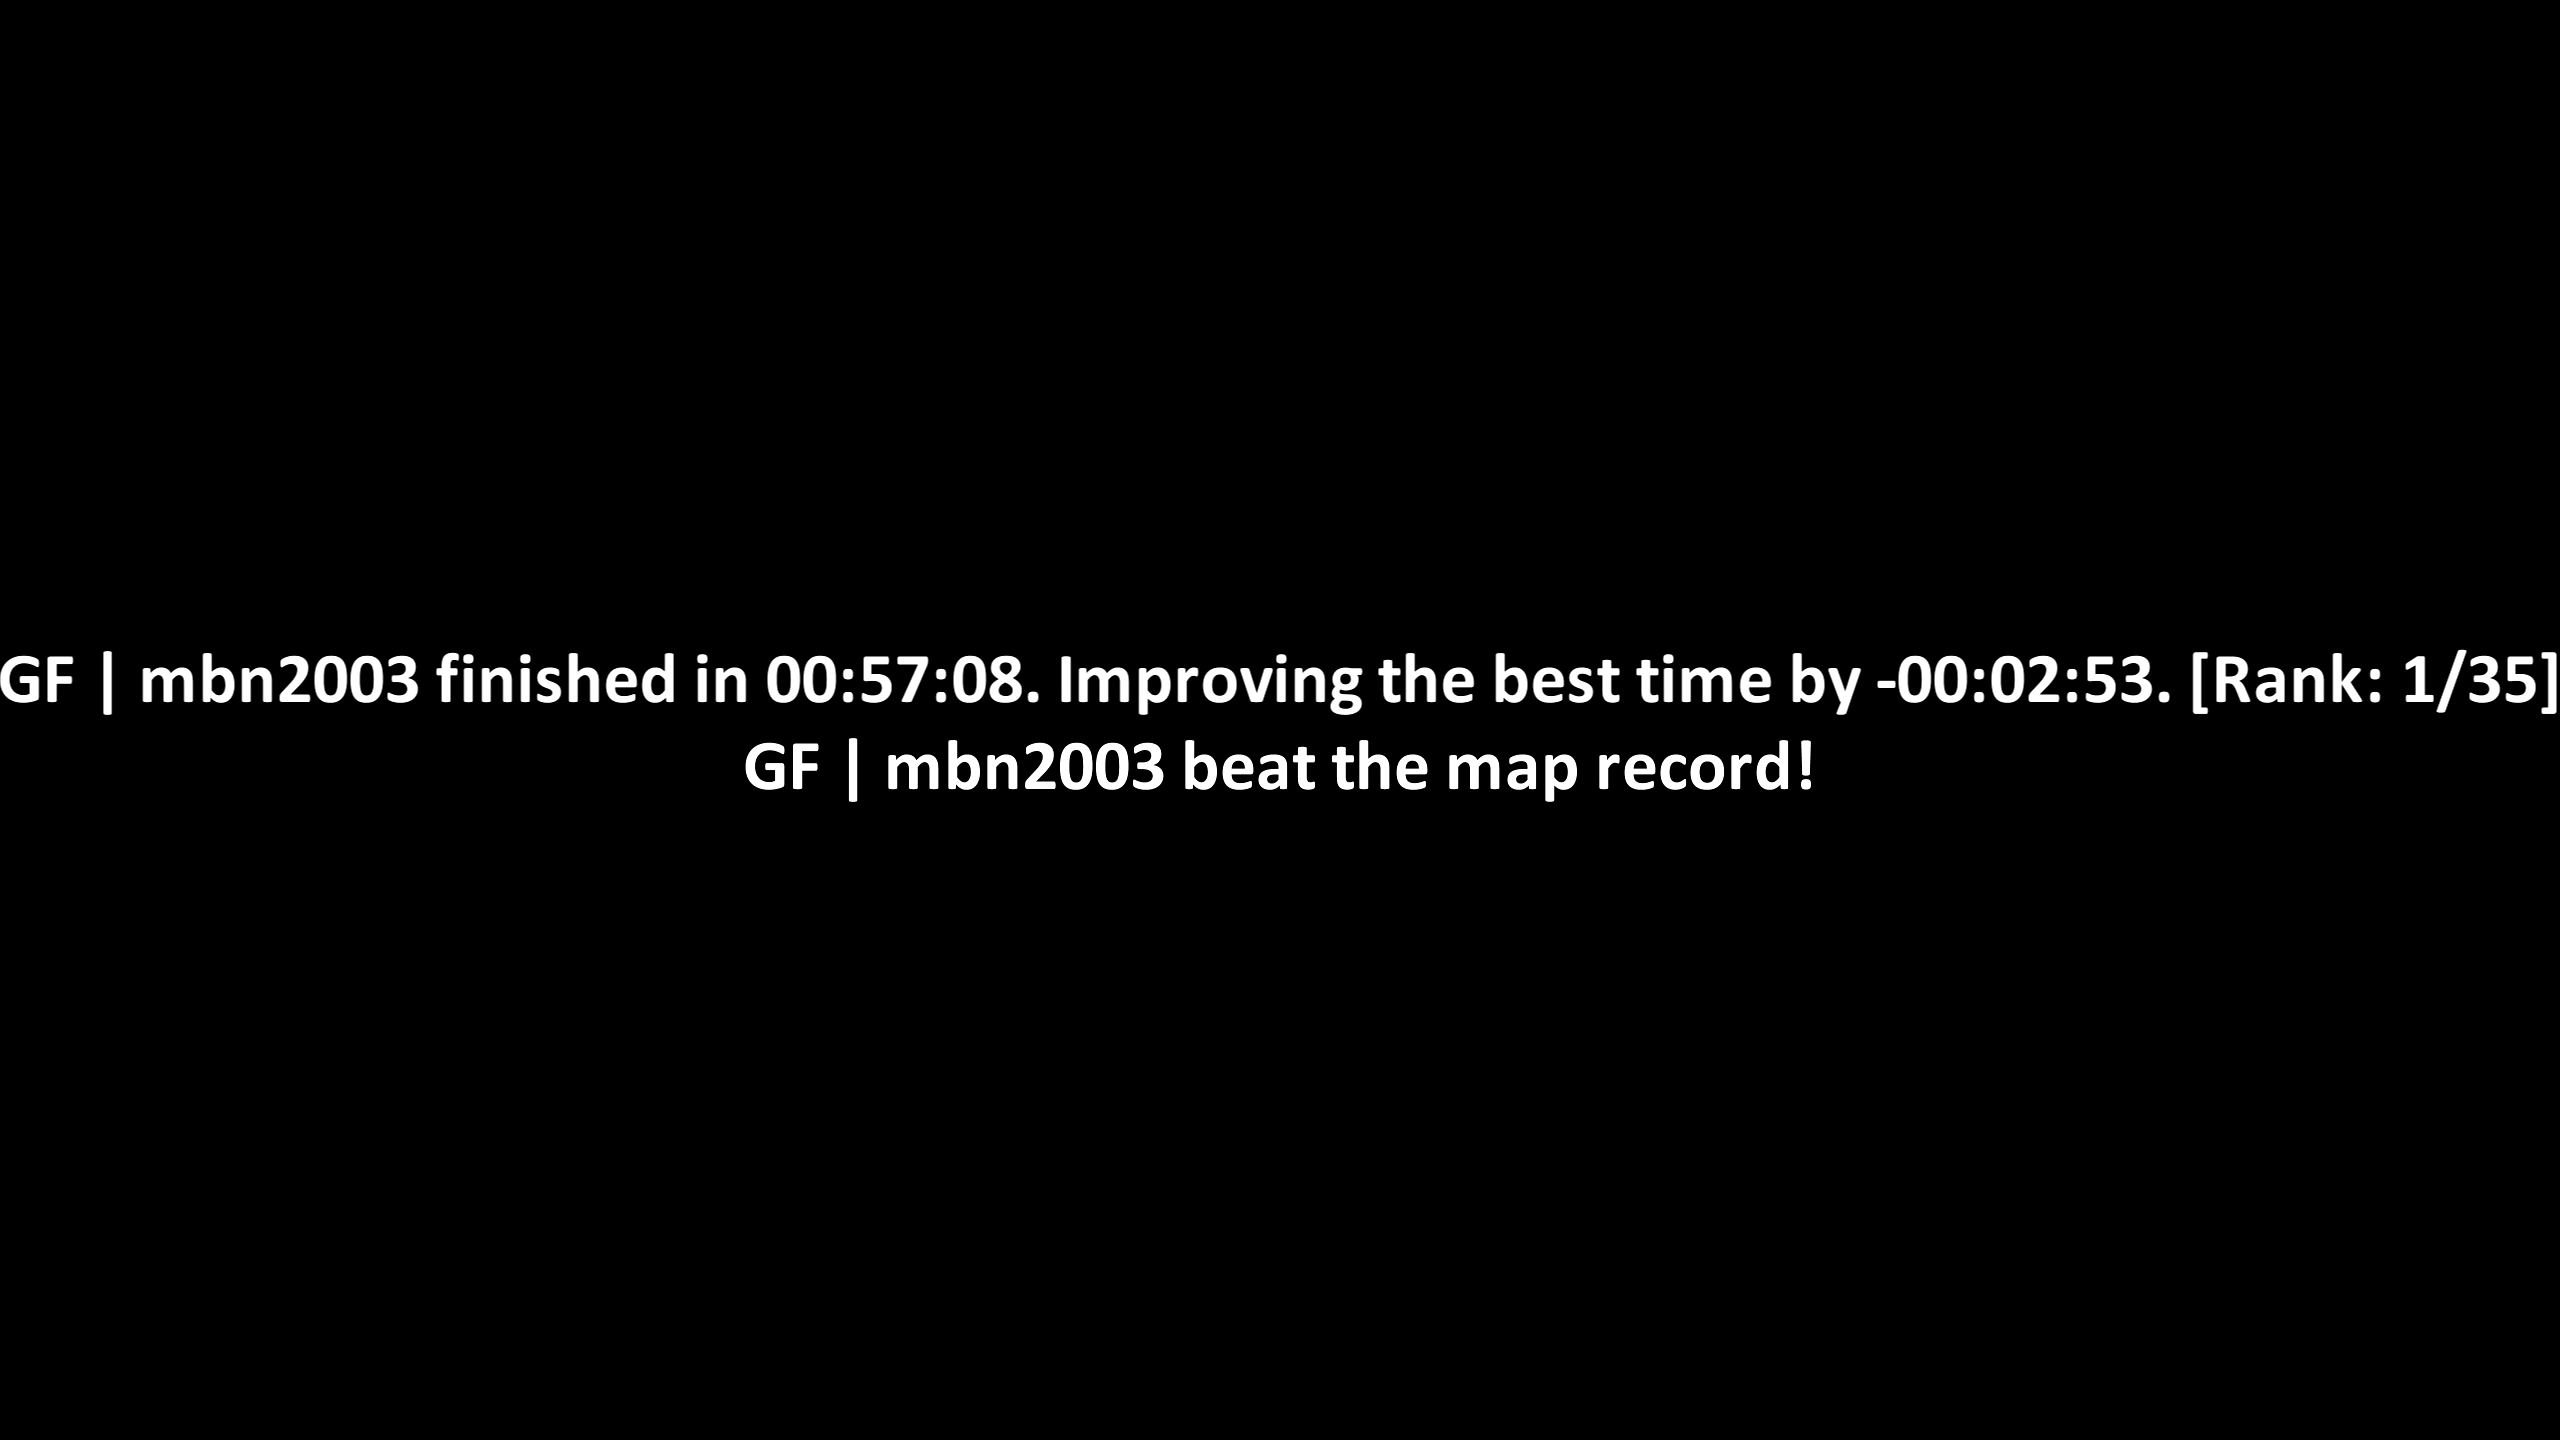 GF | mbn2003 finished in 00:57:08. Improving the best time by -00:02:53. [Rank: 1/35]
GF | mbn2003 beat the map record!